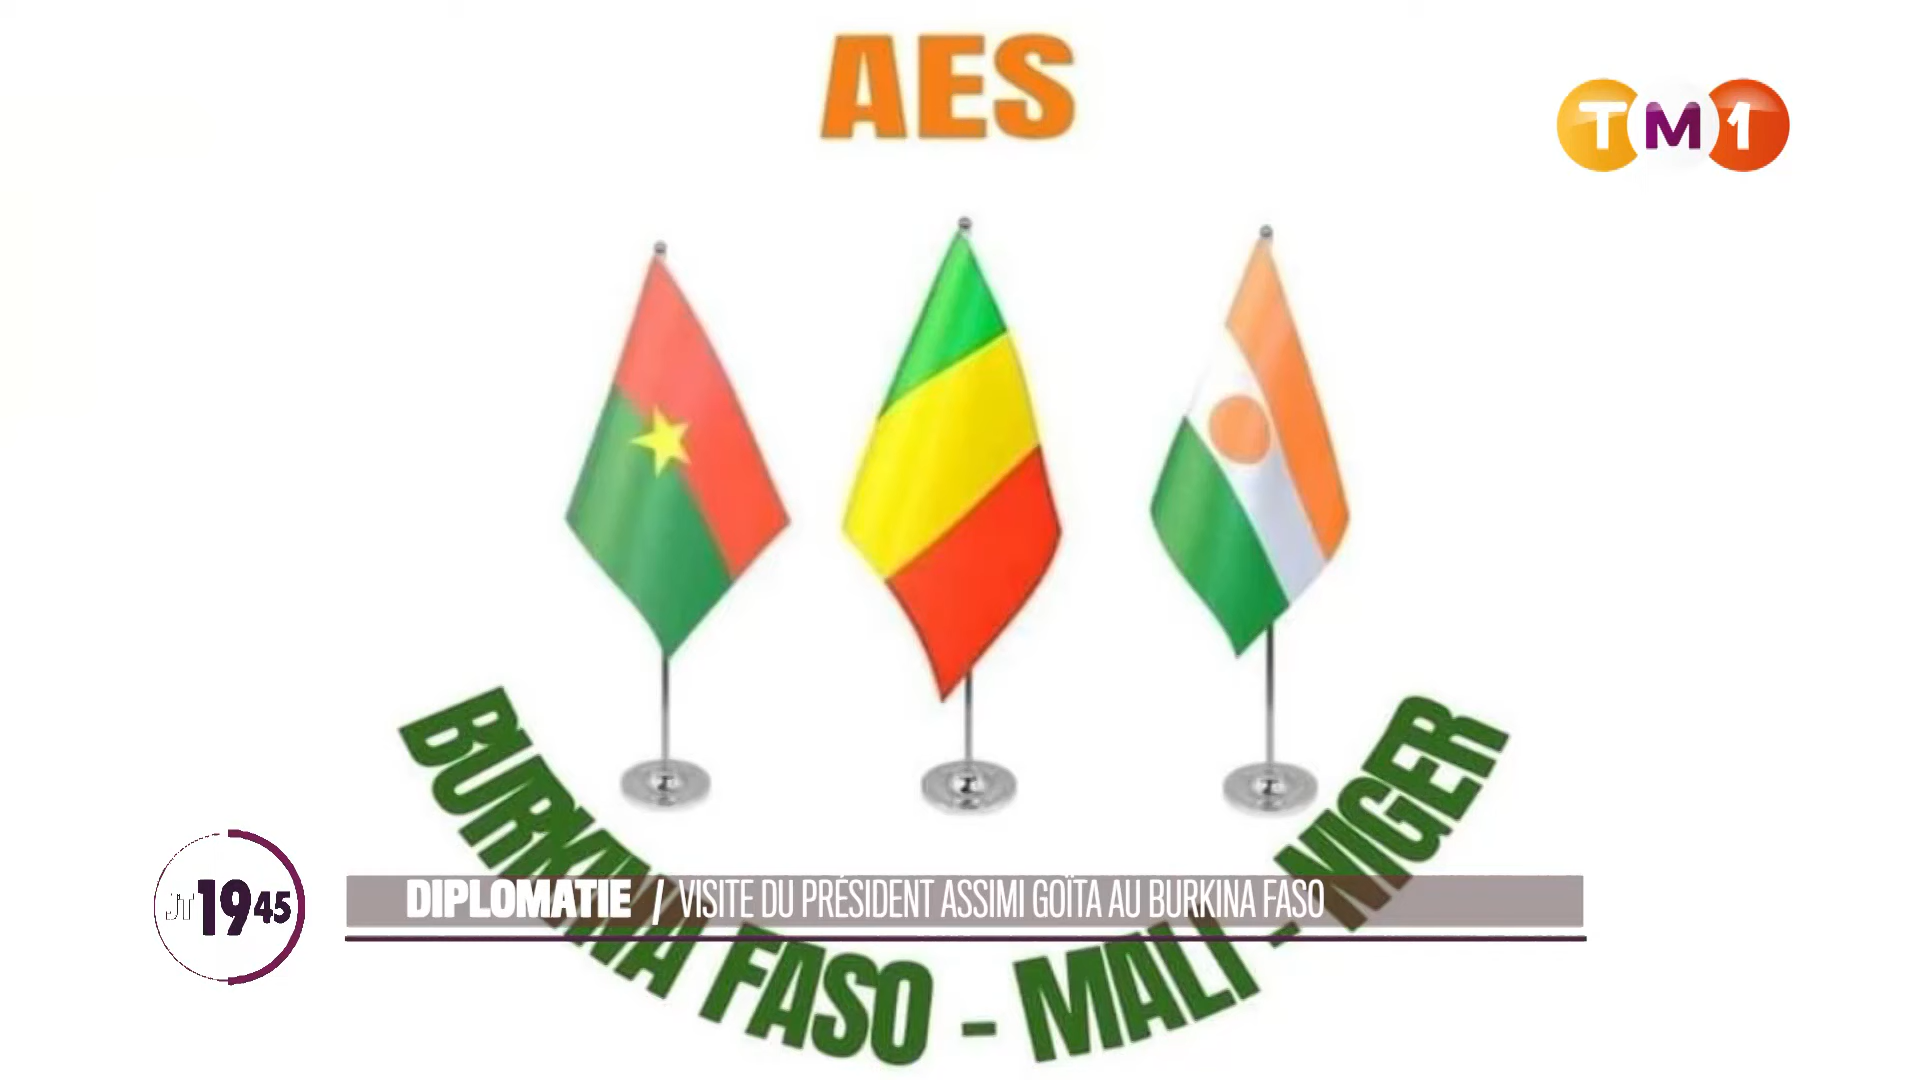 AES
TM1
BURKINA FASO - MALI - NIGER
JT 19 45
DIPLOMATIE / VISITE DU PRÉSIDENT ASSIMI GOÏTA AU BURKINA FASO